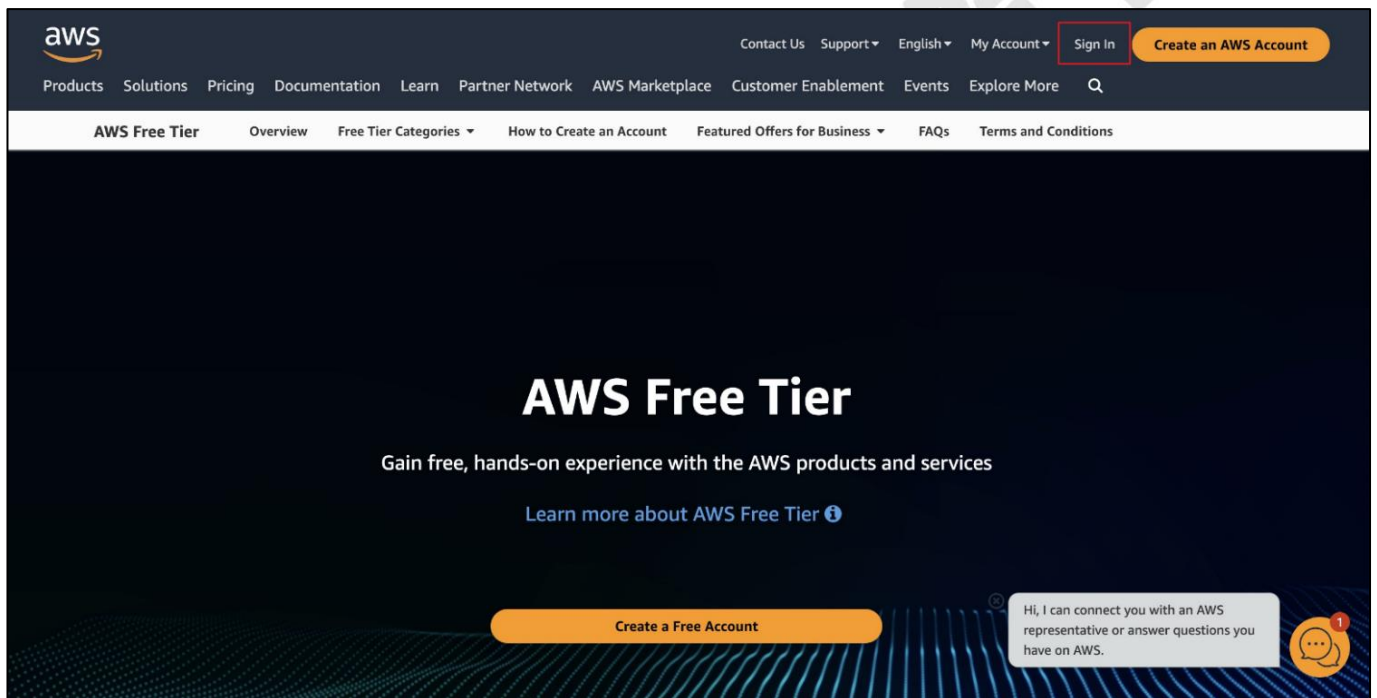 aws
Contact Us Support English My Account Sign In Create an AWS Account
Products Solutions Pricing Documentation Learn Partner Network AWS Marketplace Customer Enablement Events Explore More
AWS Free Tier Overview Free Tier Categories How to Create an Account Featured Offers for Business FAQs Terms and Conditions
AWS Free Tier
Gain free, hands-on experience with the AWS products and services
Learn more about AWS Free Tier
Create a Free Account
Hi, I can connect you with an AWS
representative or answer questions you
have on AWS.
1